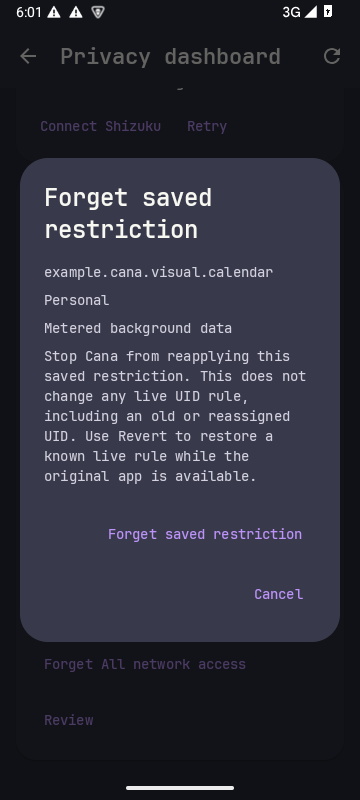 6:01
3G
Privacy dashboard
Connect Shizuku Retry
Forget saved
restriction
example.cana.visual.calendar
Personal
Metered background data
Stop Cana from reapplying this
saved restriction. This does not
change any live UID rule,
including an old or reassigned
UID. Use Revert to restore a
known live rule while the
original app is available.
Forget saved restriction
Cancel
Forget All network access
Review